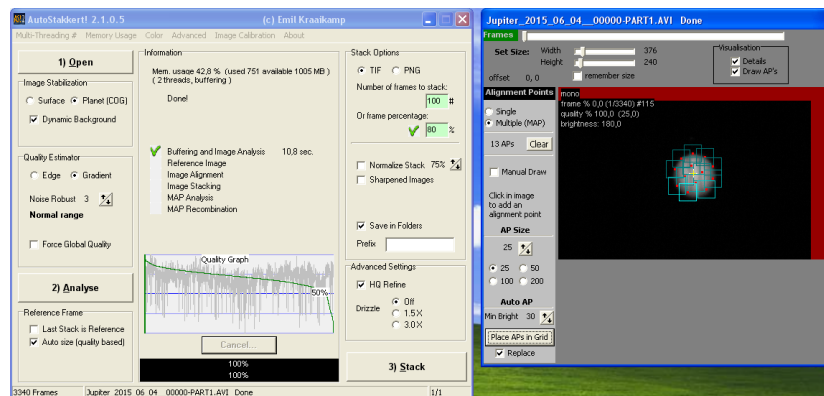 AutoStakkert! 2.1.0.5 (c) Emil Kraaikamp
Multi-Threading # Memory Usage Color Advanced Image Calibration About
1) Open
Image Stabilization
Surface Planet (COG)
Dynamic Background
Quality Estimator
Edge Gradient
Noise Robust 3
Normal range
Force Global Quality
2) Analyse
Reference Frame
Last Stack is Reference
Auto size (quality based)
Information
Mem. usage 42,8 % (used 751 available 1005 MB )
( 2 threads, buffering )
Done!
Buffering and Image Analysis 10,8 sec.
Reference Image
Image Alignment
Image Stacking
MAP Analysis
MAP Recombination
Quality Graph
50%
Cancel...
100%
100%
Stack Options
TIF PNG
Number of frames to stack:
100 #
Or frame percentage:
80 %
Normalize Stack 75%
Sharpened Images
Save in Folders
Prefix
Advanced Settings
HQ Refine
Drizzle
Off
1.5 X
3.0 X
3) Stack
3340 Frames Jupiter_2015_06_04__00000-PART1.AVI Done 1/1
Jupiter_2015_06_04__00000-PART1.AVI Done
Frames
Set Size: Width 376
Height 240
offset 0, 0 remember size
Visualisation
Details
Draw AP's
Alignment Points
Single
Multiple (MAP)
13 APs Clear
Manual Draw
Click in image
to add an
alignment point
AP Size
25
25 50
100 200
Auto AP
Min Bright 30
Place APs in Grid
Replace
mono
frame % 0,0 (1/3340) #115
quality % 100,0 (25,0)
brightness: 180,0